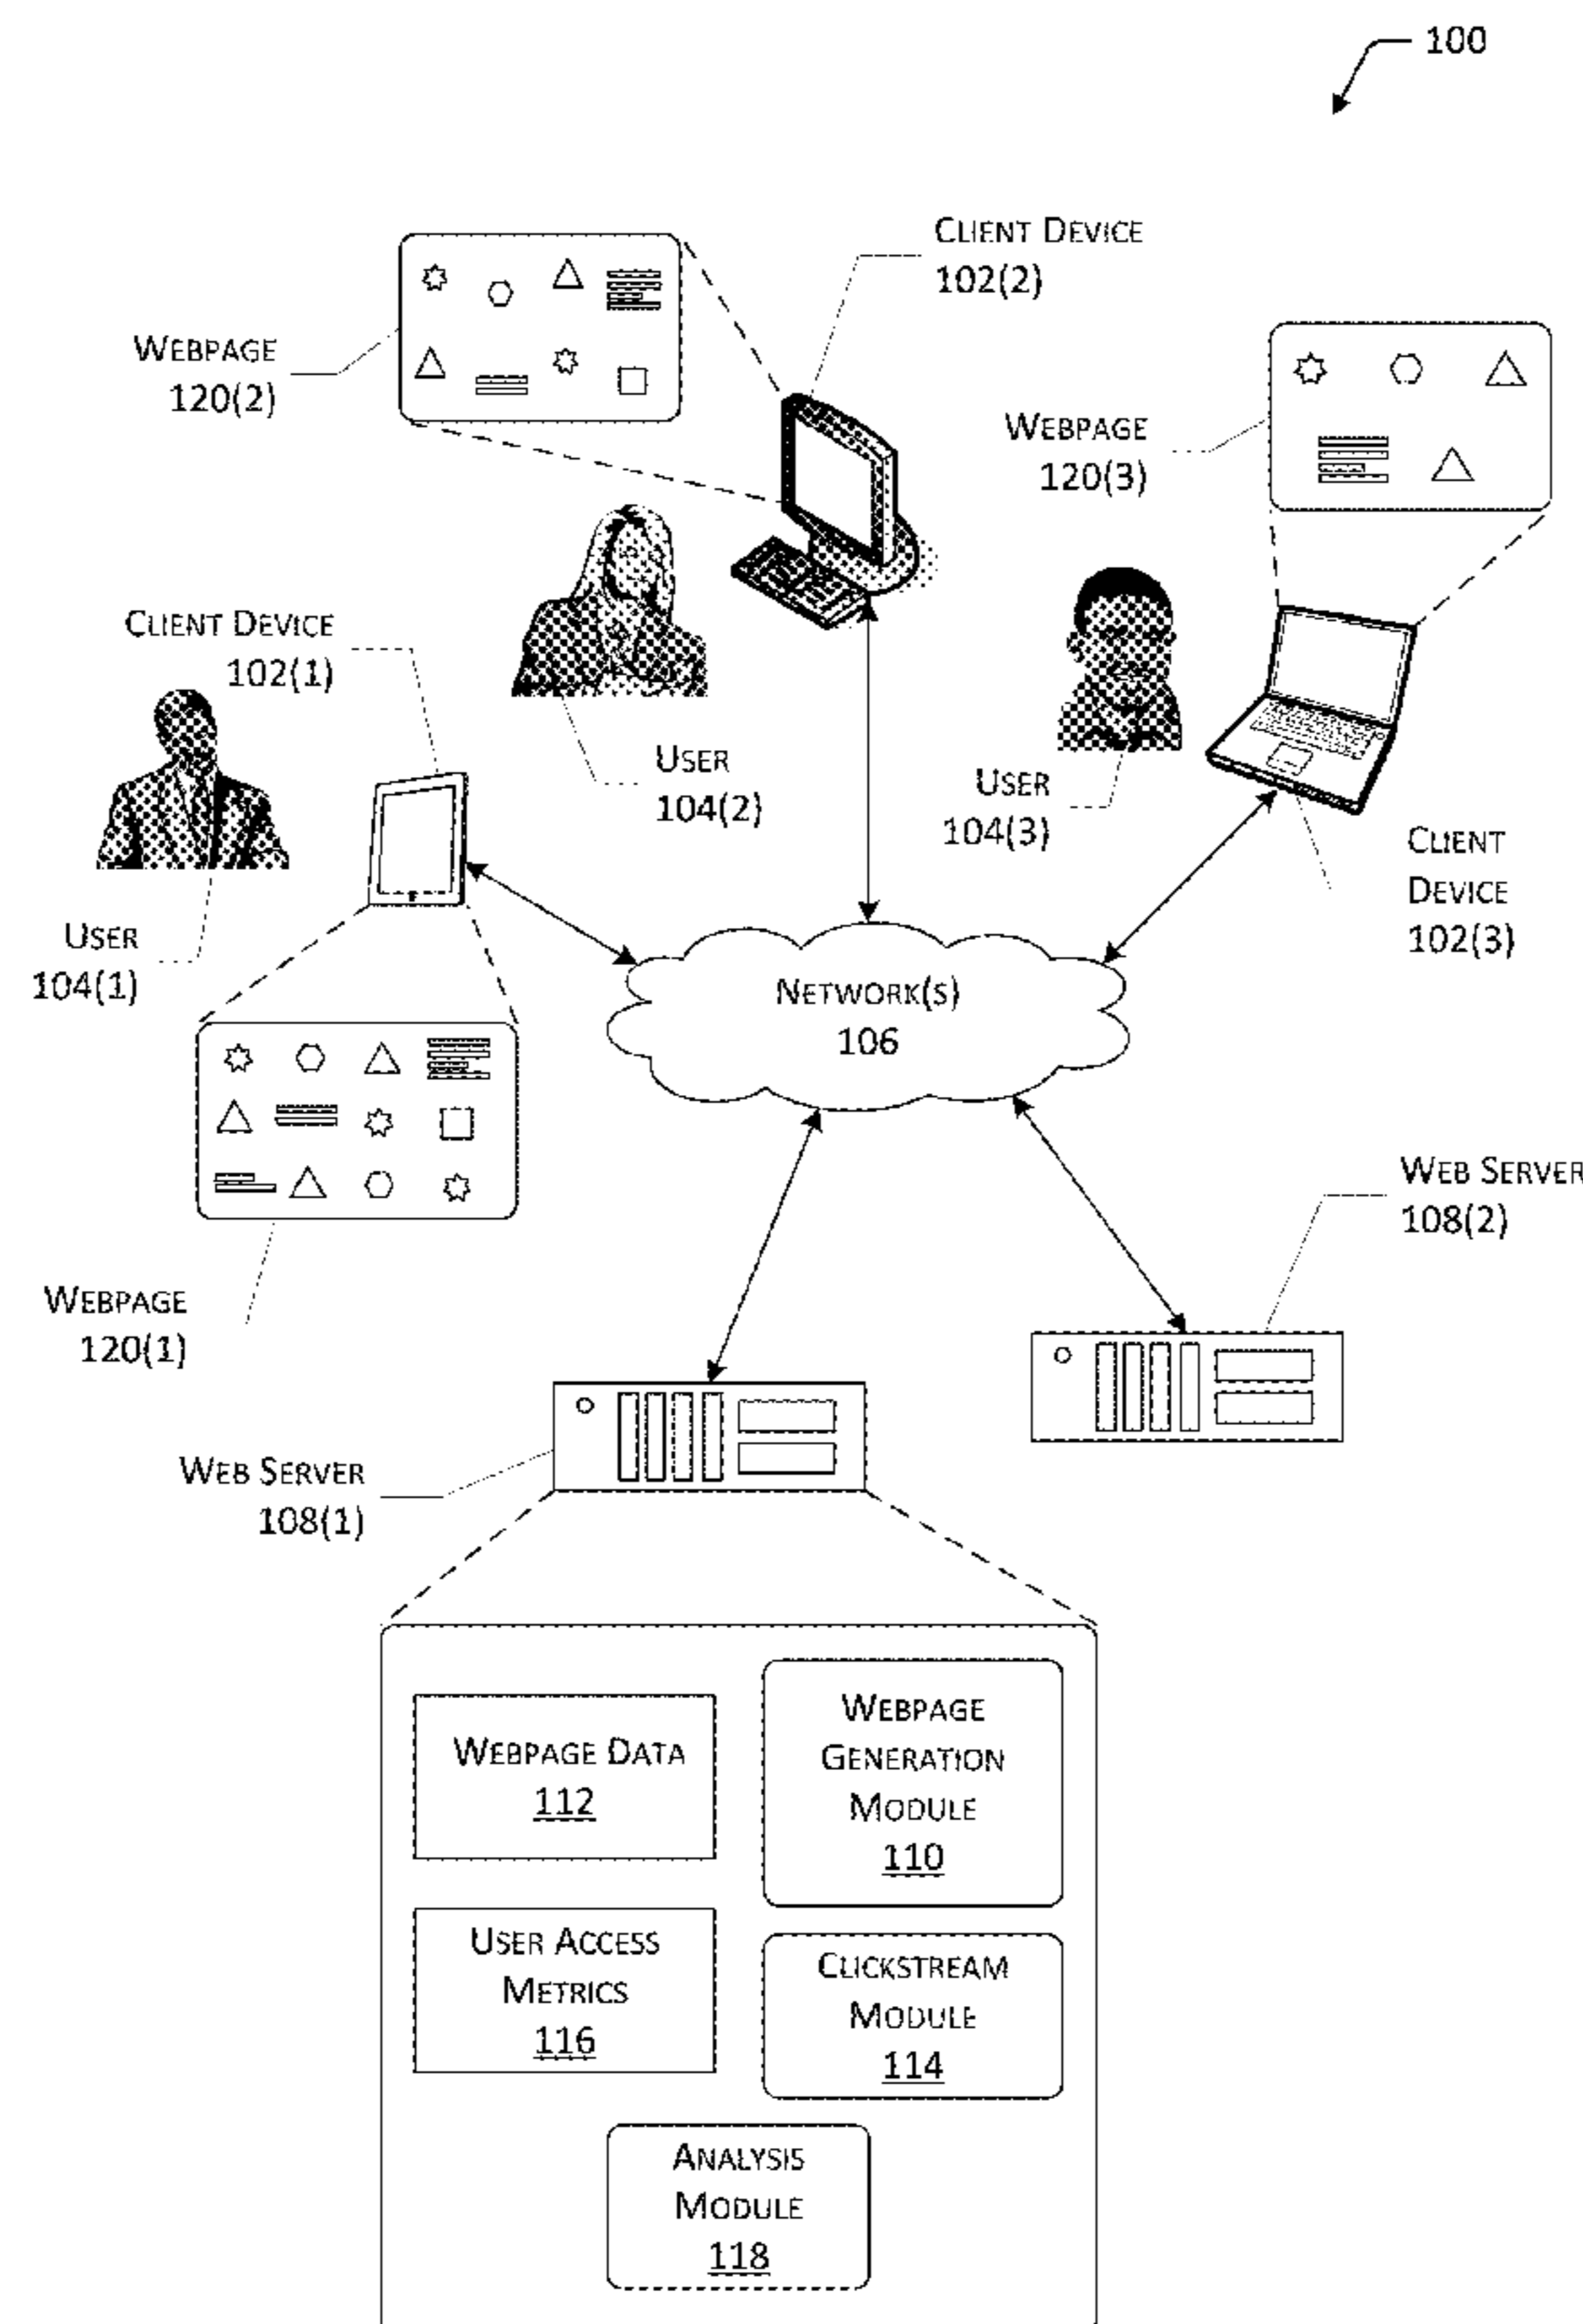 100
CLIENT DEVICE
102(2)
WEBPAGE
120(2)
WEBPAGE
120(3)
CLIENT DEVICE
102(1)
USER
104(2)
USER
104(3)
CLIENT
DEVICE
102(3)
USER
104(1)
NETWORK(S)
106
WEB SERVER
108(2)
WEBPAGE
120(1)
WEB SERVER
108(1)
WEBPAGE DATA
112
WEBPAGE
GENERATION
MODULE
110
USER ACCESS
METRICS
116
CLICKSTREAM
MODULE
114
ANALYSIS
MODULE
118